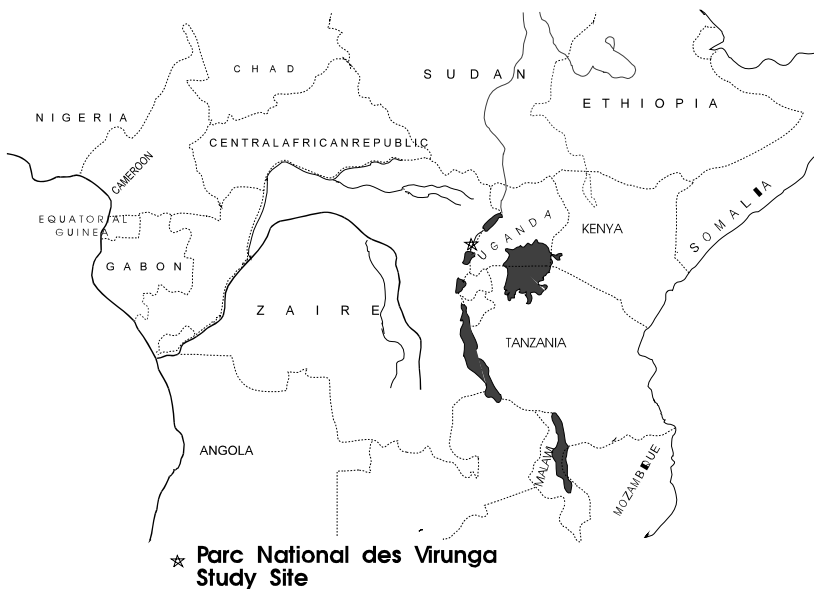 CHAD
SUDAN
ETHIOPIA
NIGERIA
CENTRALAFRICANREPUBLIC
CAMEROON
SOMALIA
EQUATORIAL
GUINEA
UGANDA
KENYA
GABON
ZAIRE
TANZANIA
ANGOLA
MALAWI
MOZAMBIQUE
Parc National des Virunga
Study Site